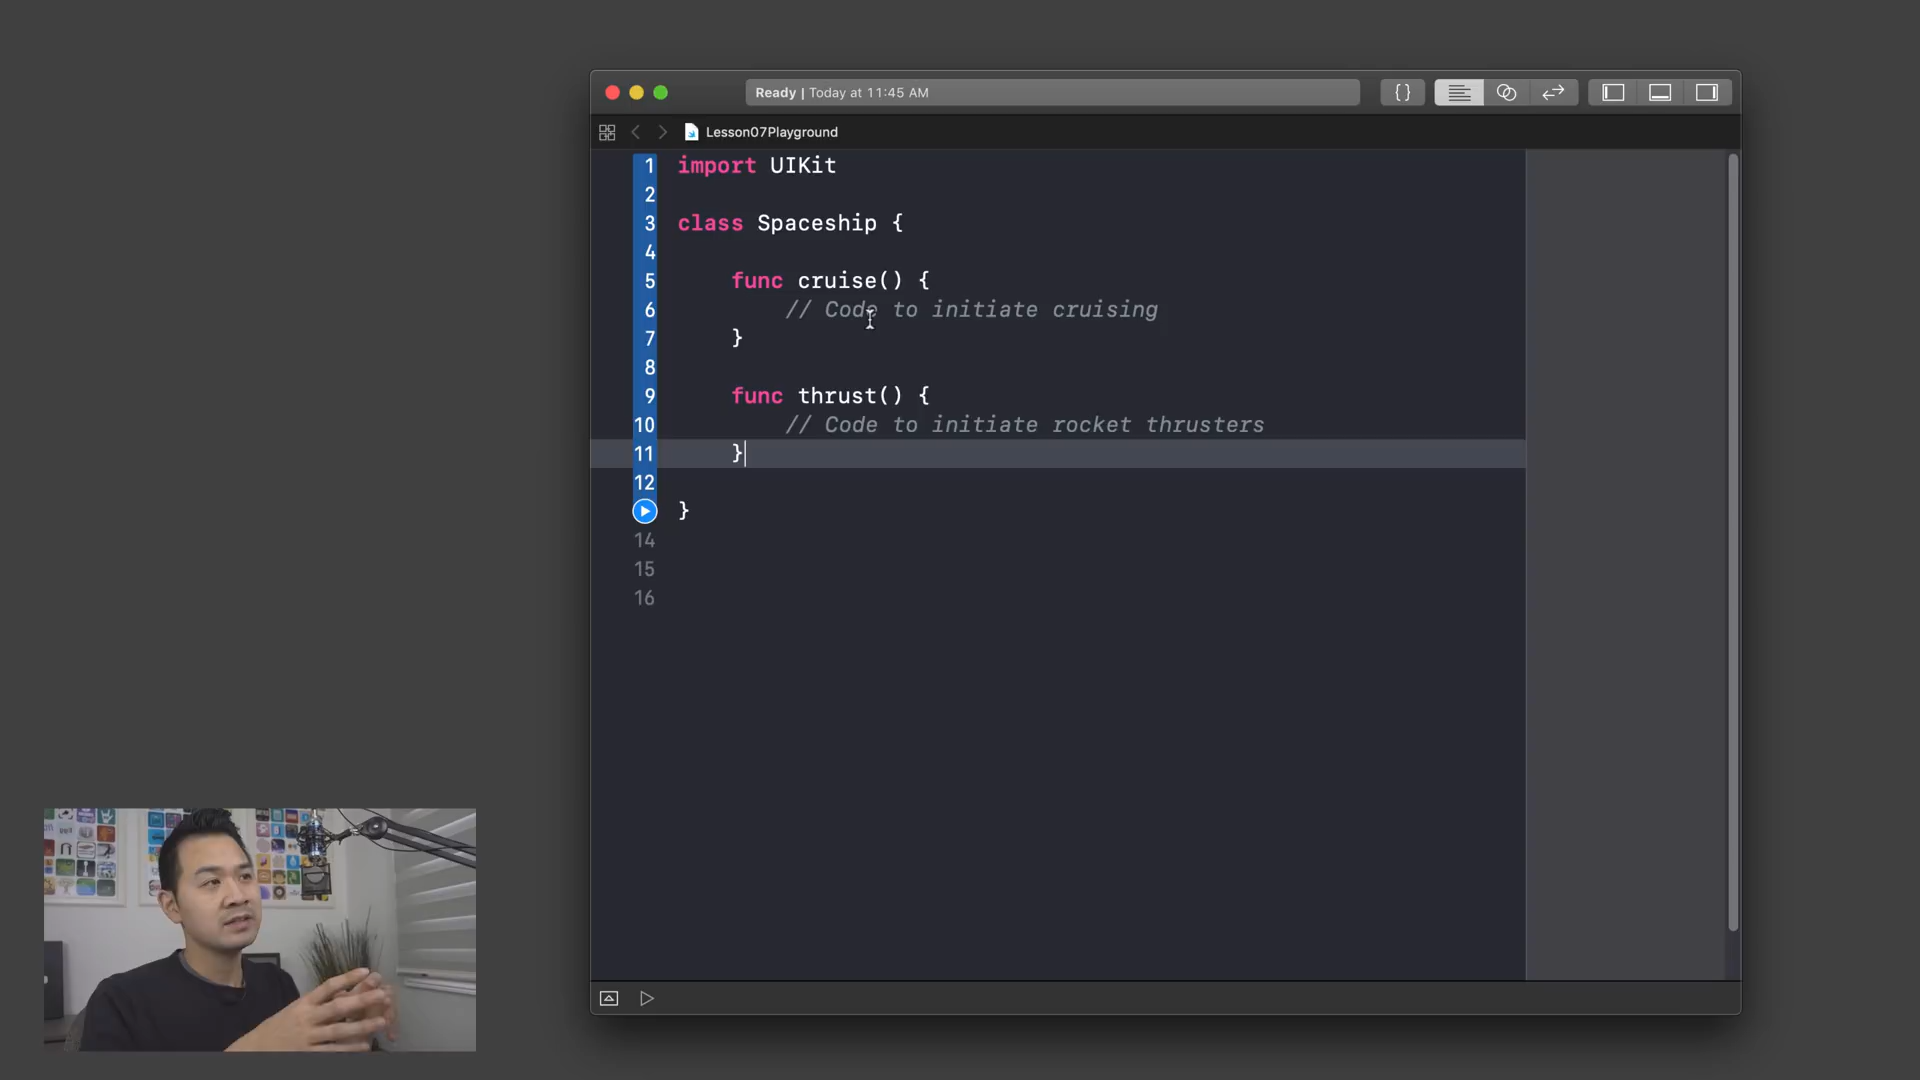 Ready | Today at 11:45 AM
{}
Lesson07Playground
1 import UIKit
2
3 class Spaceship {
4
5 func cruise() {
6 // Code to initiate cruising
7 }
8
9 func thrust() {
10 // Code to initiate rocket thrusters
11 }
12
}
14
15
16